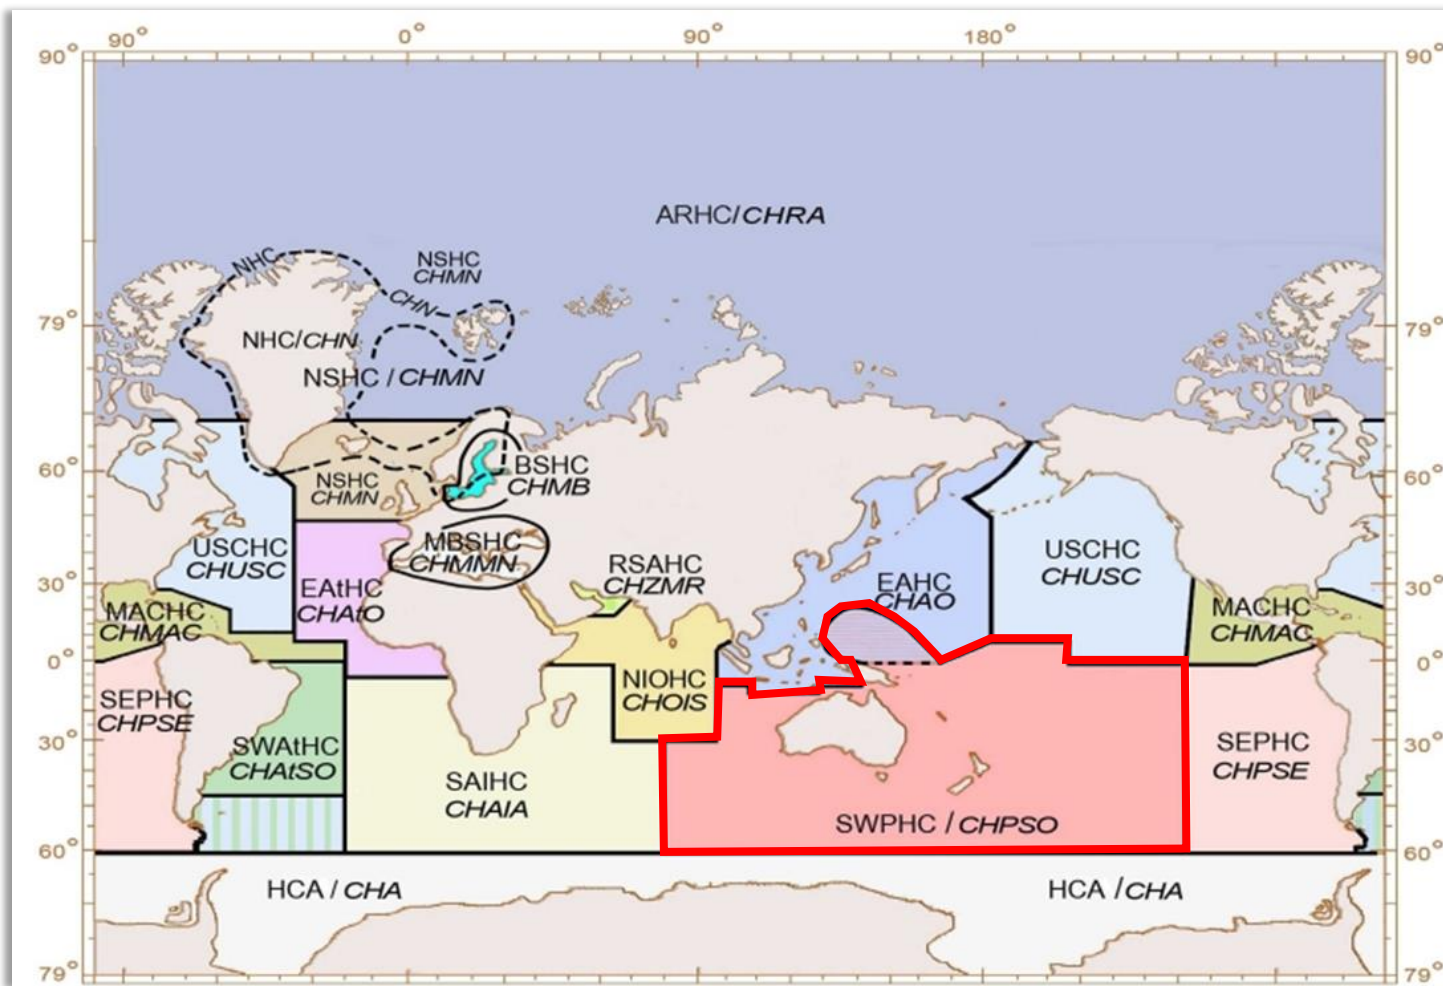 90°
0°
90°
180°
90°
90°
ARHC/CHRA
NHC
NSHC
CHMN
CHN
79°
79°
NHC/CHN
NSHC / CHMN
60°
60°
BSHC
CHMB
NSHC
CHMN
USCHC
CHUSC
MBSHC
CHMMN
RSAHC
CHZMR
EAHC
CHAO
USCHC
CHUSC
30°
30°
EAtHC
CHAtO
MACHC
CHMAC
MACHC
CHMAC
0°
0°
SEPHC
CHPSE
NIOHC
CHOIS
30°
30°
SWAtHC
CHAtSO
SEPHC
CHPSE
SAIHC
CHAIA
SWPHC / CHPSO
60°
60°
HCA / CHA
HCA / CHA
79°
79°